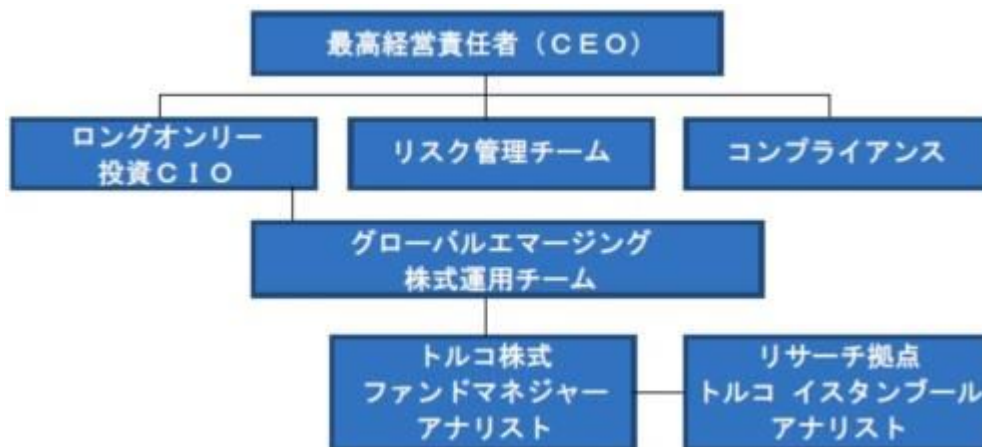 最高経営責任者（ＣＥＯ）
ロングオンリー
投資ＣＩＯ
リスク管理チーム
コンプライアンス
グローバルエマージング
株式運用チーム
トルコ株式
ファンドマネジャー
アナリスト
リサーチ拠点
トルコ イスタンブール
アナリスト